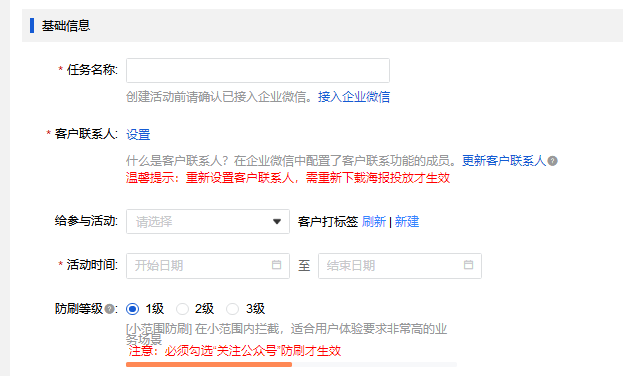 基础信息
* 任务名称:
创建活动前请确认已接入企业微信。接入企业微信
* 客户联系人: 设置
什么是客户联系人？在企业微信中配置了客户联系功能的成员。更新客户联系人 ?
温馨提示：重新设置客户联系人，需重新下载海报投放才生效
给参与活动: 请选择 客户打标签 刷新 | 新建
* 活动时间: 开始日期 至 结束日期
防刷等级 ? : 1级 2级 3级
[小范围防刷] 在小范围内拦截，适合用户体验要求非常高的业
务场景
注意：必须勾选“关注公众号”防刷才生效